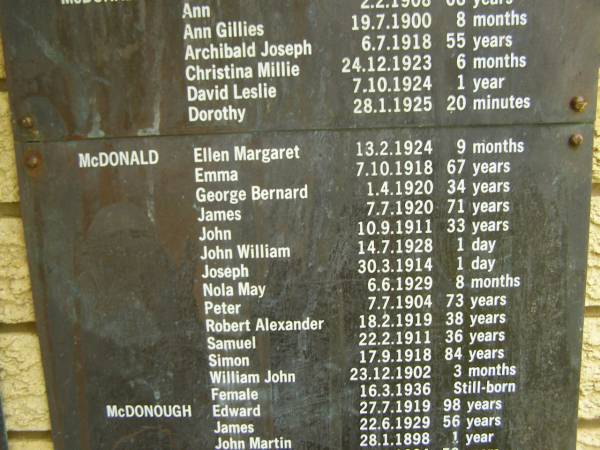 Ann 2.2.1908 years
Ann Gillies 19.7.1900 8 months
Archibald Joseph 6.7.1918 55 years
Christina Millie 24.12.1923 6 months
David Leslie 7.10.1924 1 year
Dorothy 28.1.1925 20 minutes
McDONALD Ellen Margaret 13.2.1924 9 months
Emma 7.10.1918 67 years
George Bernard 1.4.1920 34 years
James 7.7.1920 71 years
John 10.9.1911 33 years
John William 14.7.1928 1 day
Joseph 30.3.1914 1 day
Nola May 6.6.1929 8 months
Peter 7.7.1904 73 years
Robert Alexander 18.2.1919 38 years
Samuel 22.2.1911 36 years
Simon 17.9.1918 84 years
William John 23.12.1902 3 months
Female 16.3.1936 Still-born
McDONOUGH Edward 27.7.1919 98 years
James 22.6.1929 56 years
John Martin 28.1.1898 1 year